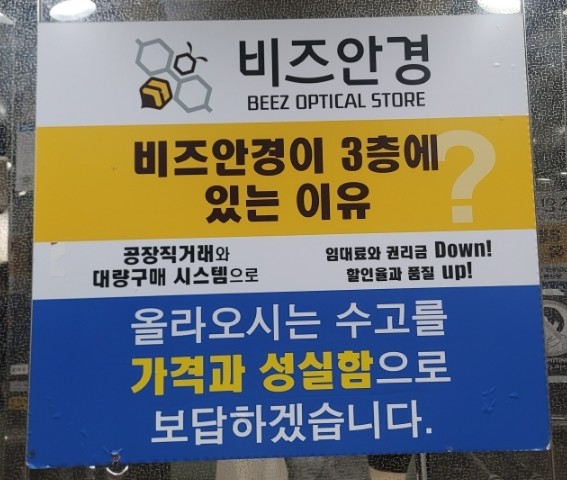 비즈안경
BEEZ OPTICAL STORE
비즈안경이 3층에
있는 이유
?
공장직거래와
대량구매 시스템으로
임대료와 권리금 Down!
할인율과 품질 up!
올라오시는 수고를
가격과 성실함으로
보답하겠습니다.